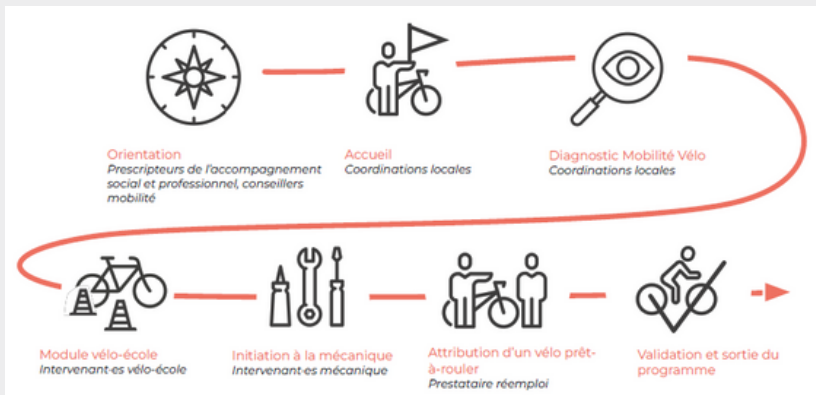 Orientation
Prescripteurs de l'accompagnement
social et professionnel, conseillers
mobilité
Accueil
Coordinations locales
Diagnostic Mobilité Vélo
Coordinations locales
Module vélo-école
Intervenant·es vélo-école
Initiation à la mécanique
Intervenant·es mécanique
Attribution d'un vélo prêt-
à-rouler
Prestataire réemploi
Validation et sortie du
programme